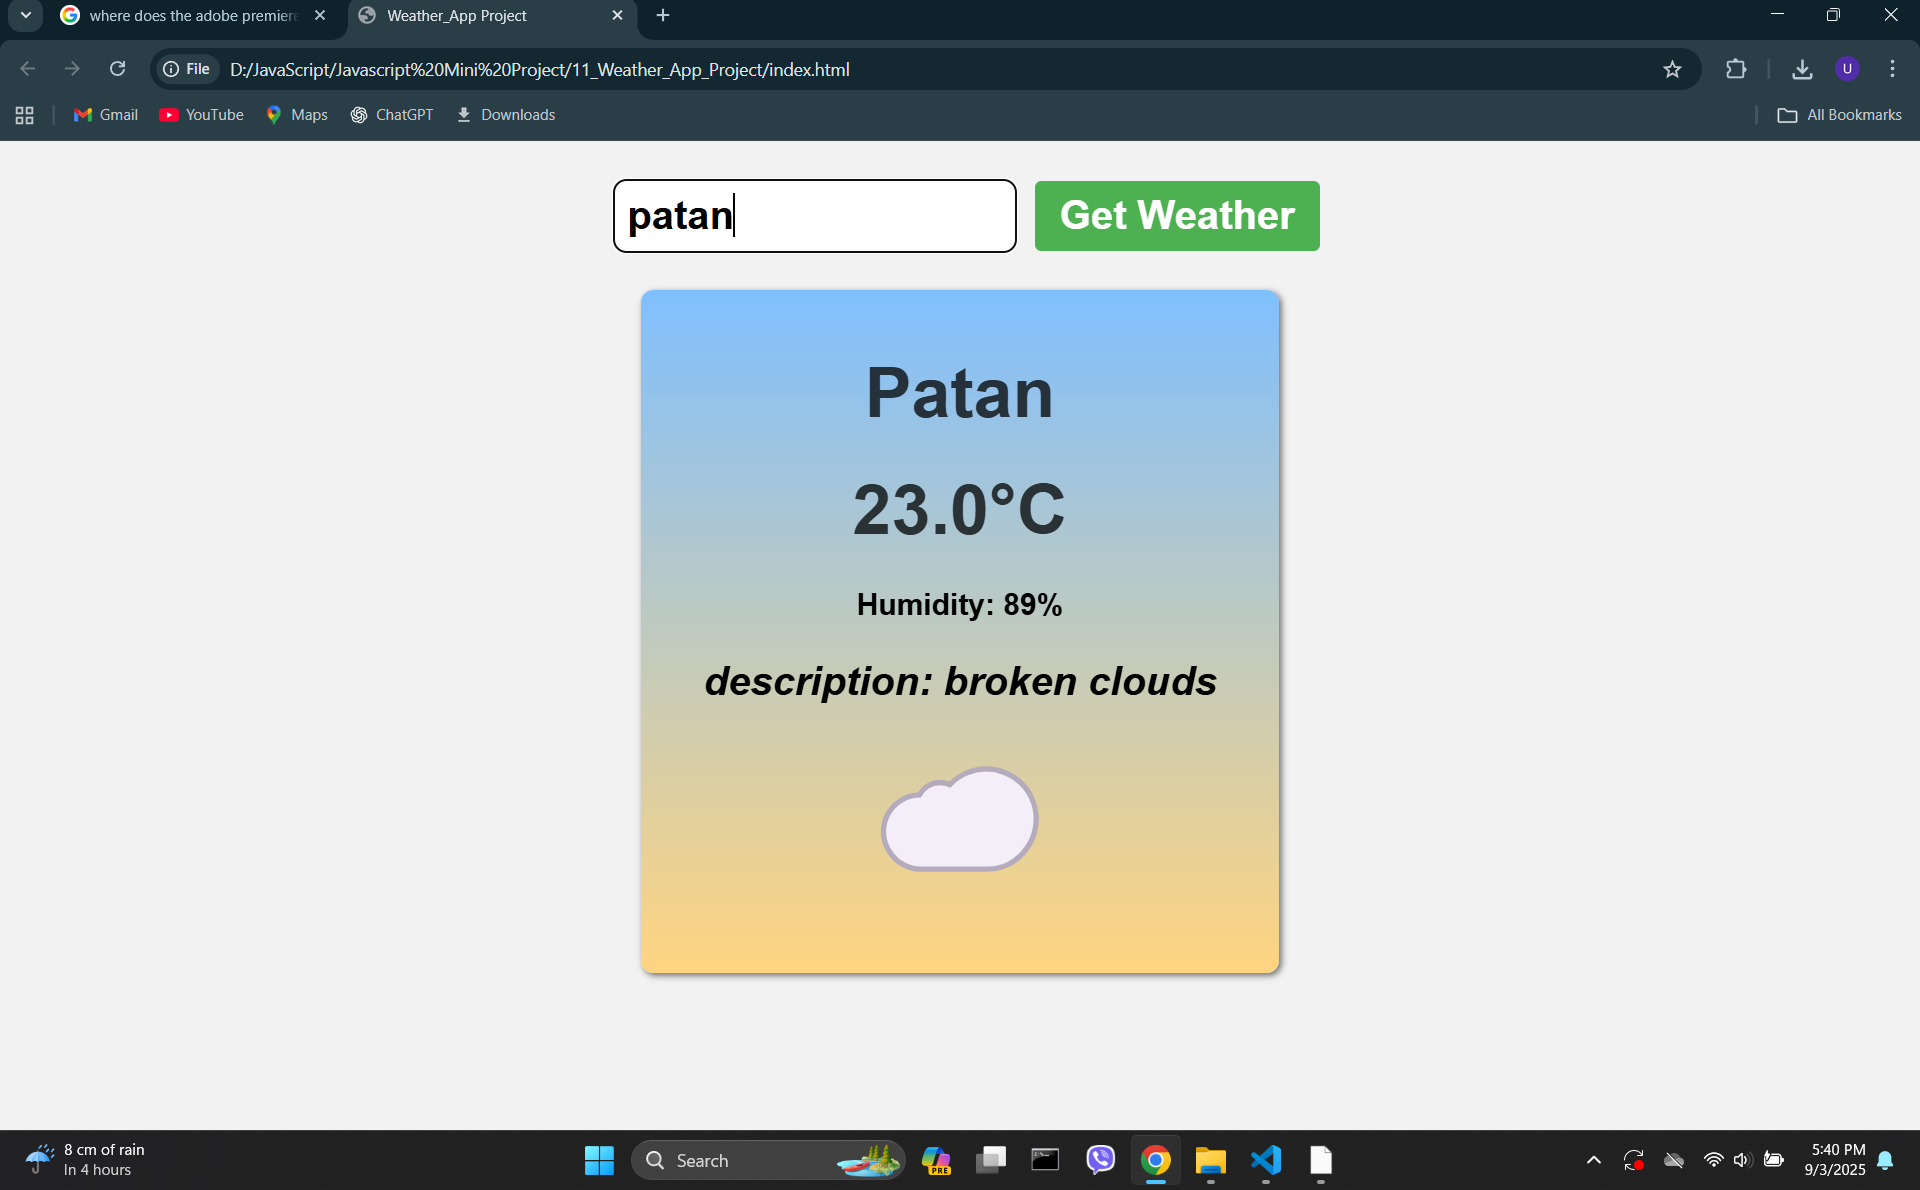 where does the adobe premiere
Weather_App Project
File
D:/JavaScript/Javascript%20Mini%20Project/11_Weather_App_Project/index.html
U
Gmail
YouTube
Maps
ChatGPT
Downloads
All Bookmarks
patan
Get Weather
Patan
23.0°C
Humidity: 89%
description: broken clouds
8 cm of rain
In 4 hours
Search
PRE
5:40 PM
9/3/2025